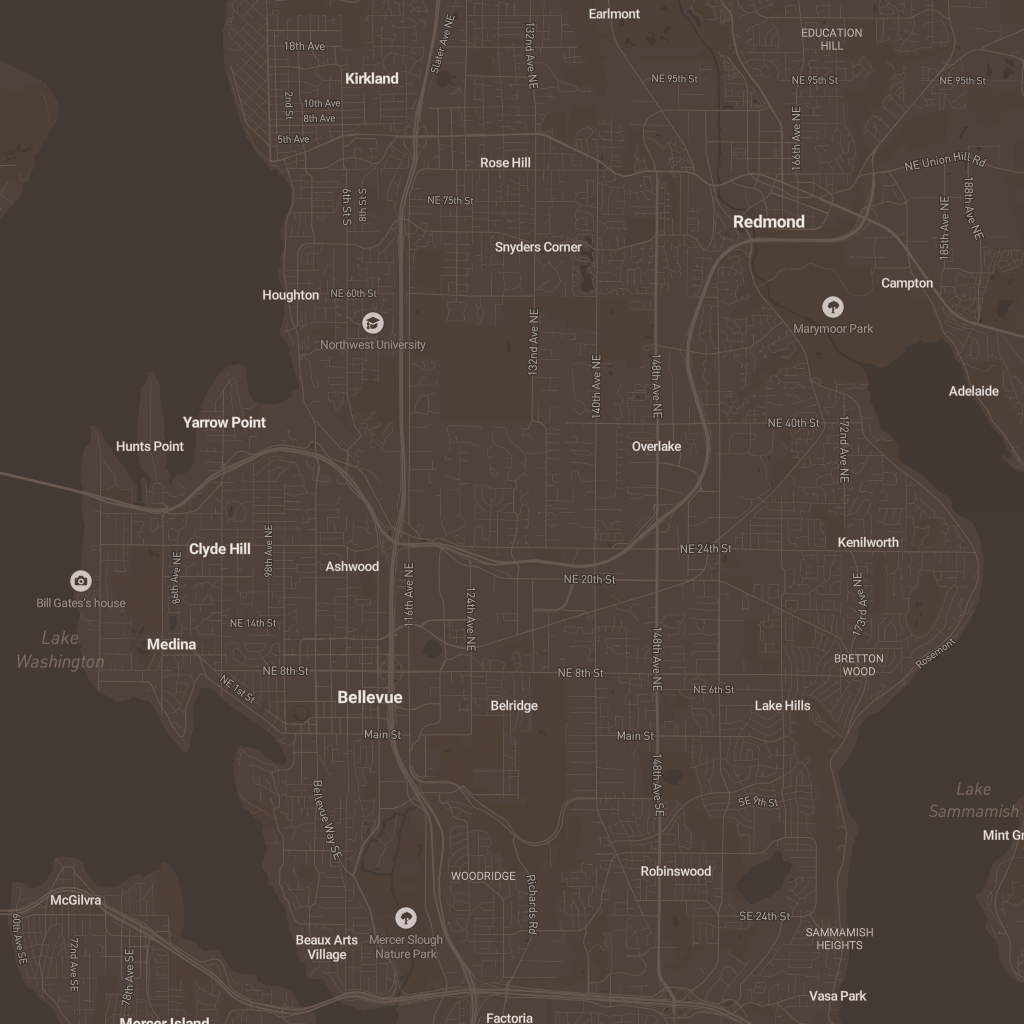 Earlmont
EDUCATION
HILL
18th Ave
Slater Ave NE
132nd Ave NE
Kirkland
NE 95th St
NE 95th St
NE 95th St
2nd St
10th Ave
8th Ave
5th Ave
166th Ave NE
Rose Hill
NE Union Hill Rd
6th St S
8th St S
NE 75th St
185th Ave NE
188th Ave NE
Redmond
Snyders Corner
Campton
Houghton
NE 60th St
Marymoor Park
Northwest University
132nd Ave NE
140th Ave NE
148th Ave NE
Adelaide
Yarrow Point
NE 40th St
172nd Ave NE
Hunts Point
Overlake
Clyde Hill
98th Ave NE
NE 24th St
Kenilworth
86th Ave NE
Ashwood
116th Ave NE
NE 20th St
124th Ave NE
173rd Ave NE
Bill Gates's house
NE 14th St
Lake
Washington
Medina
148th Ave NE
Rosemont
BRETTON
WOOD
NE 8th St
NE 8th St
NE 1st St
NE 6th St
Bellevue
Belridge
Lake Hills
Main St
Main St
148th Ave SE
Bellevue Way SE
SE 9th St
Lake
Sammamish
Mint Gr
Robinswood
WOODRIDGE
McGilvra
Richards Rd
60th Ave SE
72nd Ave SE
78th Ave SE
SE 24th St
Beaux Arts
Village
Mercer Slough
Nature Park
SAMMAMISH
HEIGHTS
Vasa Park
Mercer Island
Factoria